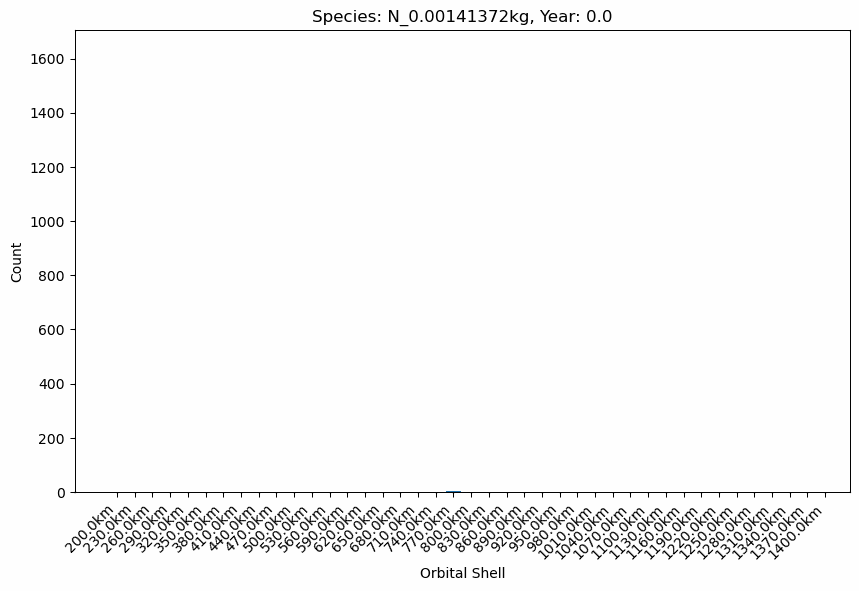 Species: N_0.00141372kg, Year: 0.0
1600
1400
1200
1000
800
600
400
200
0
Count
200.0km
230.0km
260.0km
290.0km
320.0km
350.0km
380.0km
410.0km
440.0km
470.0km
500.0km
530.0km
560.0km
590.0km
620.0km
650.0km
680.0km
710.0km
740.0km
770.0km
800.0km
830.0km
860.0km
890.0km
920.0km
950.0km
980.0km
1010.0km
1040.0km
1070.0km
1100.0km
1130.0km
1160.0km
1190.0km
1220.0km
1250.0km
1280.0km
1310.0km
1340.0km
1370.0km
1400.0km
Orbital Shell